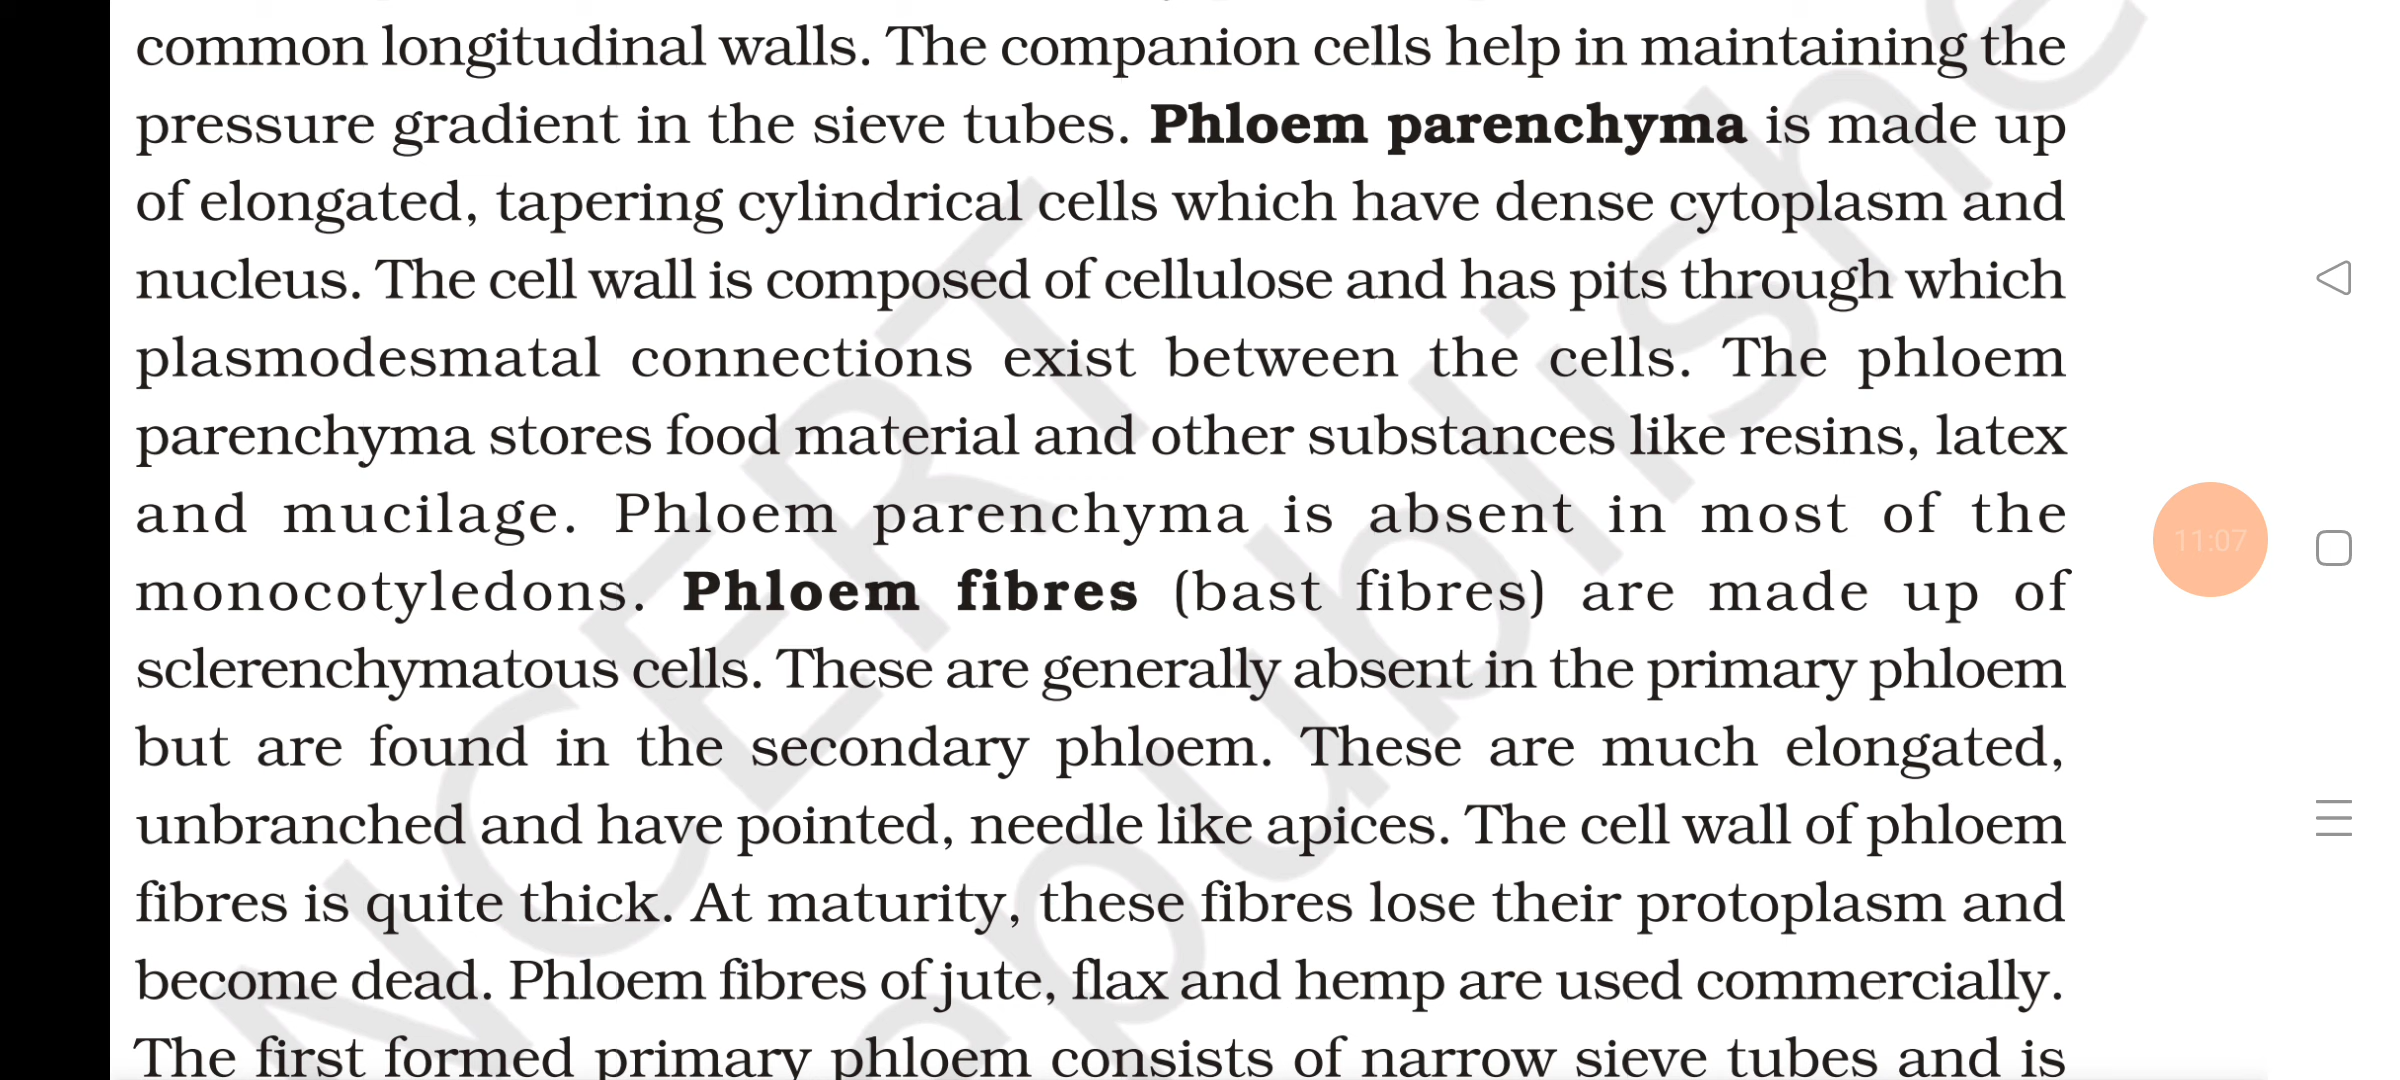 common longitudinal walls. The companion cells help in maintaining the
pressure gradient in the sieve tubes. Phloem parenchyma is made up
of elongated, tapering cylindrical cells which have dense cytoplasm and
nucleus. The cell wall is composed of cellulose and has pits through which
plasmodesmatal connections exist between the cells. The phloem
parenchyma stores food material and other substances like resins, latex
and mucilage. Phloem parenchyma is absent in most of the
monocotyledons. Phloem fibres (bast fibres) are made up of
sclerenchymatous cells. These are generally absent in the primary phloem
but are found in the secondary phloem. These are much elongated,
unbranched and have pointed, needle like apices. The cell wall of phloem
fibres is quite thick. At maturity, these fibres lose their protoplasm and
become dead. Phloem fibres of jute, flax and hemp are used commercially.
The first formed primary phloem consists of narrow sieve tubes and is
11:07
NCERT